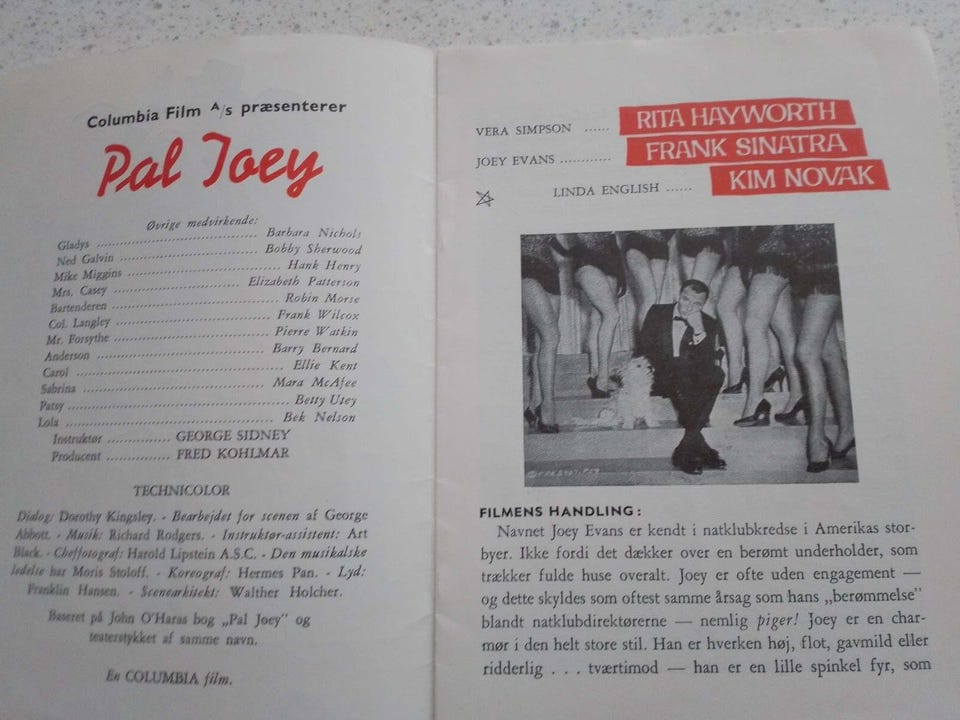 Columbia Film A/s præsenterer
Pal Joey
Øvrige medvirkende:
Gladys .......... Barbara Nichols
Ned Galvin .......... Bobby Sherwood
Mike Miggins .......... Hank Henry
Mrs. Casey .......... Elizabeth Patterson
Bartenderen .......... Robin Morse
Col. Langley .......... Frank Wilcox
Mr. Forsythe .......... Pierre Watkin
Anderson .......... Barry Bernard
Carol .......... Ellie Kent
Sabrina .......... Mara McAfee
Patsy .......... Betty Utey
Lola .......... Bek Nelson
Instruktør .......... GEORGE SIDNEY
Producent .......... FRED KOHLMAR
TECHNICOLOR
Dialog: Dorothy Kingsley. - Bearbejdet for scenen af George
Abbott. - Musik: Richard Rodgers. - Instruktør-assistent: Art
Black. - Cheffotograf: Harold Lipstein A.S.C. - Den musikalske
ledelse har Moris Stoloff. - Koreograf: Hermes Pan. - Lyd:
Franklin Hansen. - Scenearkitekt: Walther Holcher.
Baseret på John O'Haras bog „Pal Joey" og
teaterstykket af samme navn.
En COLUMBIA film.
VERA SIMPSON ...... RITA HAYWORTH
JOEY EVANS ............ FRANK SINATRA
LINDA ENGLISH ...... KIM NOVAK
FILMENS HANDLING:
Navnet Joey Evans er kendt i natklubkredse i Amerikas stor-
byer. Ikke fordi det dækker over en berømt underholder, som
trækker fulde huse overalt. Joey er ofte uden engagement —
og dette skyldes som oftest samme årsag som hans „berømmelse"
blandt natklubdirektørerne — nemlig piger! Joey er en char-
mør i den helt store stil. Han er hverken høj, flot, gavmild eller
ridderlig . . . tværtimod — han er en lille spinkel fyr, som